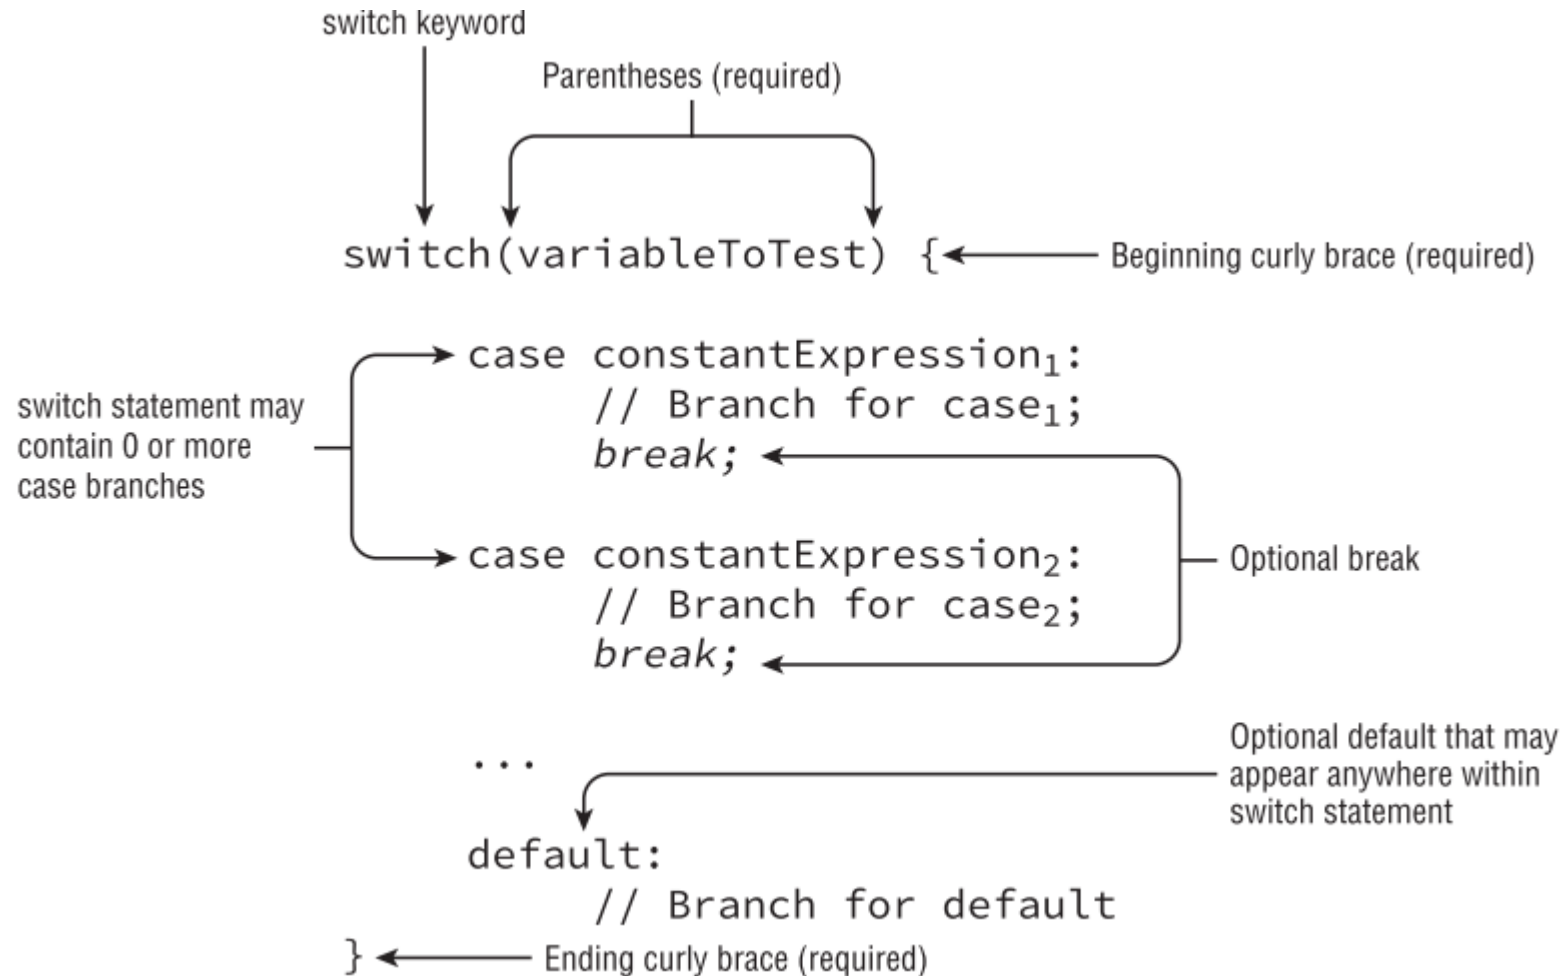 switch keyword
Parentheses (required)
switch(variableToTest) {
Beginning curly brace (required)
case constantExpression₁:
// Branch for case₁;
break;
switch statement may
contain 0 or more
case branches
case constantExpression₂:
// Branch for case₂;
break;
Optional break
...
Optional default that may
appear anywhere within
switch statement
default:
// Branch for default
}
Ending curly brace (required)